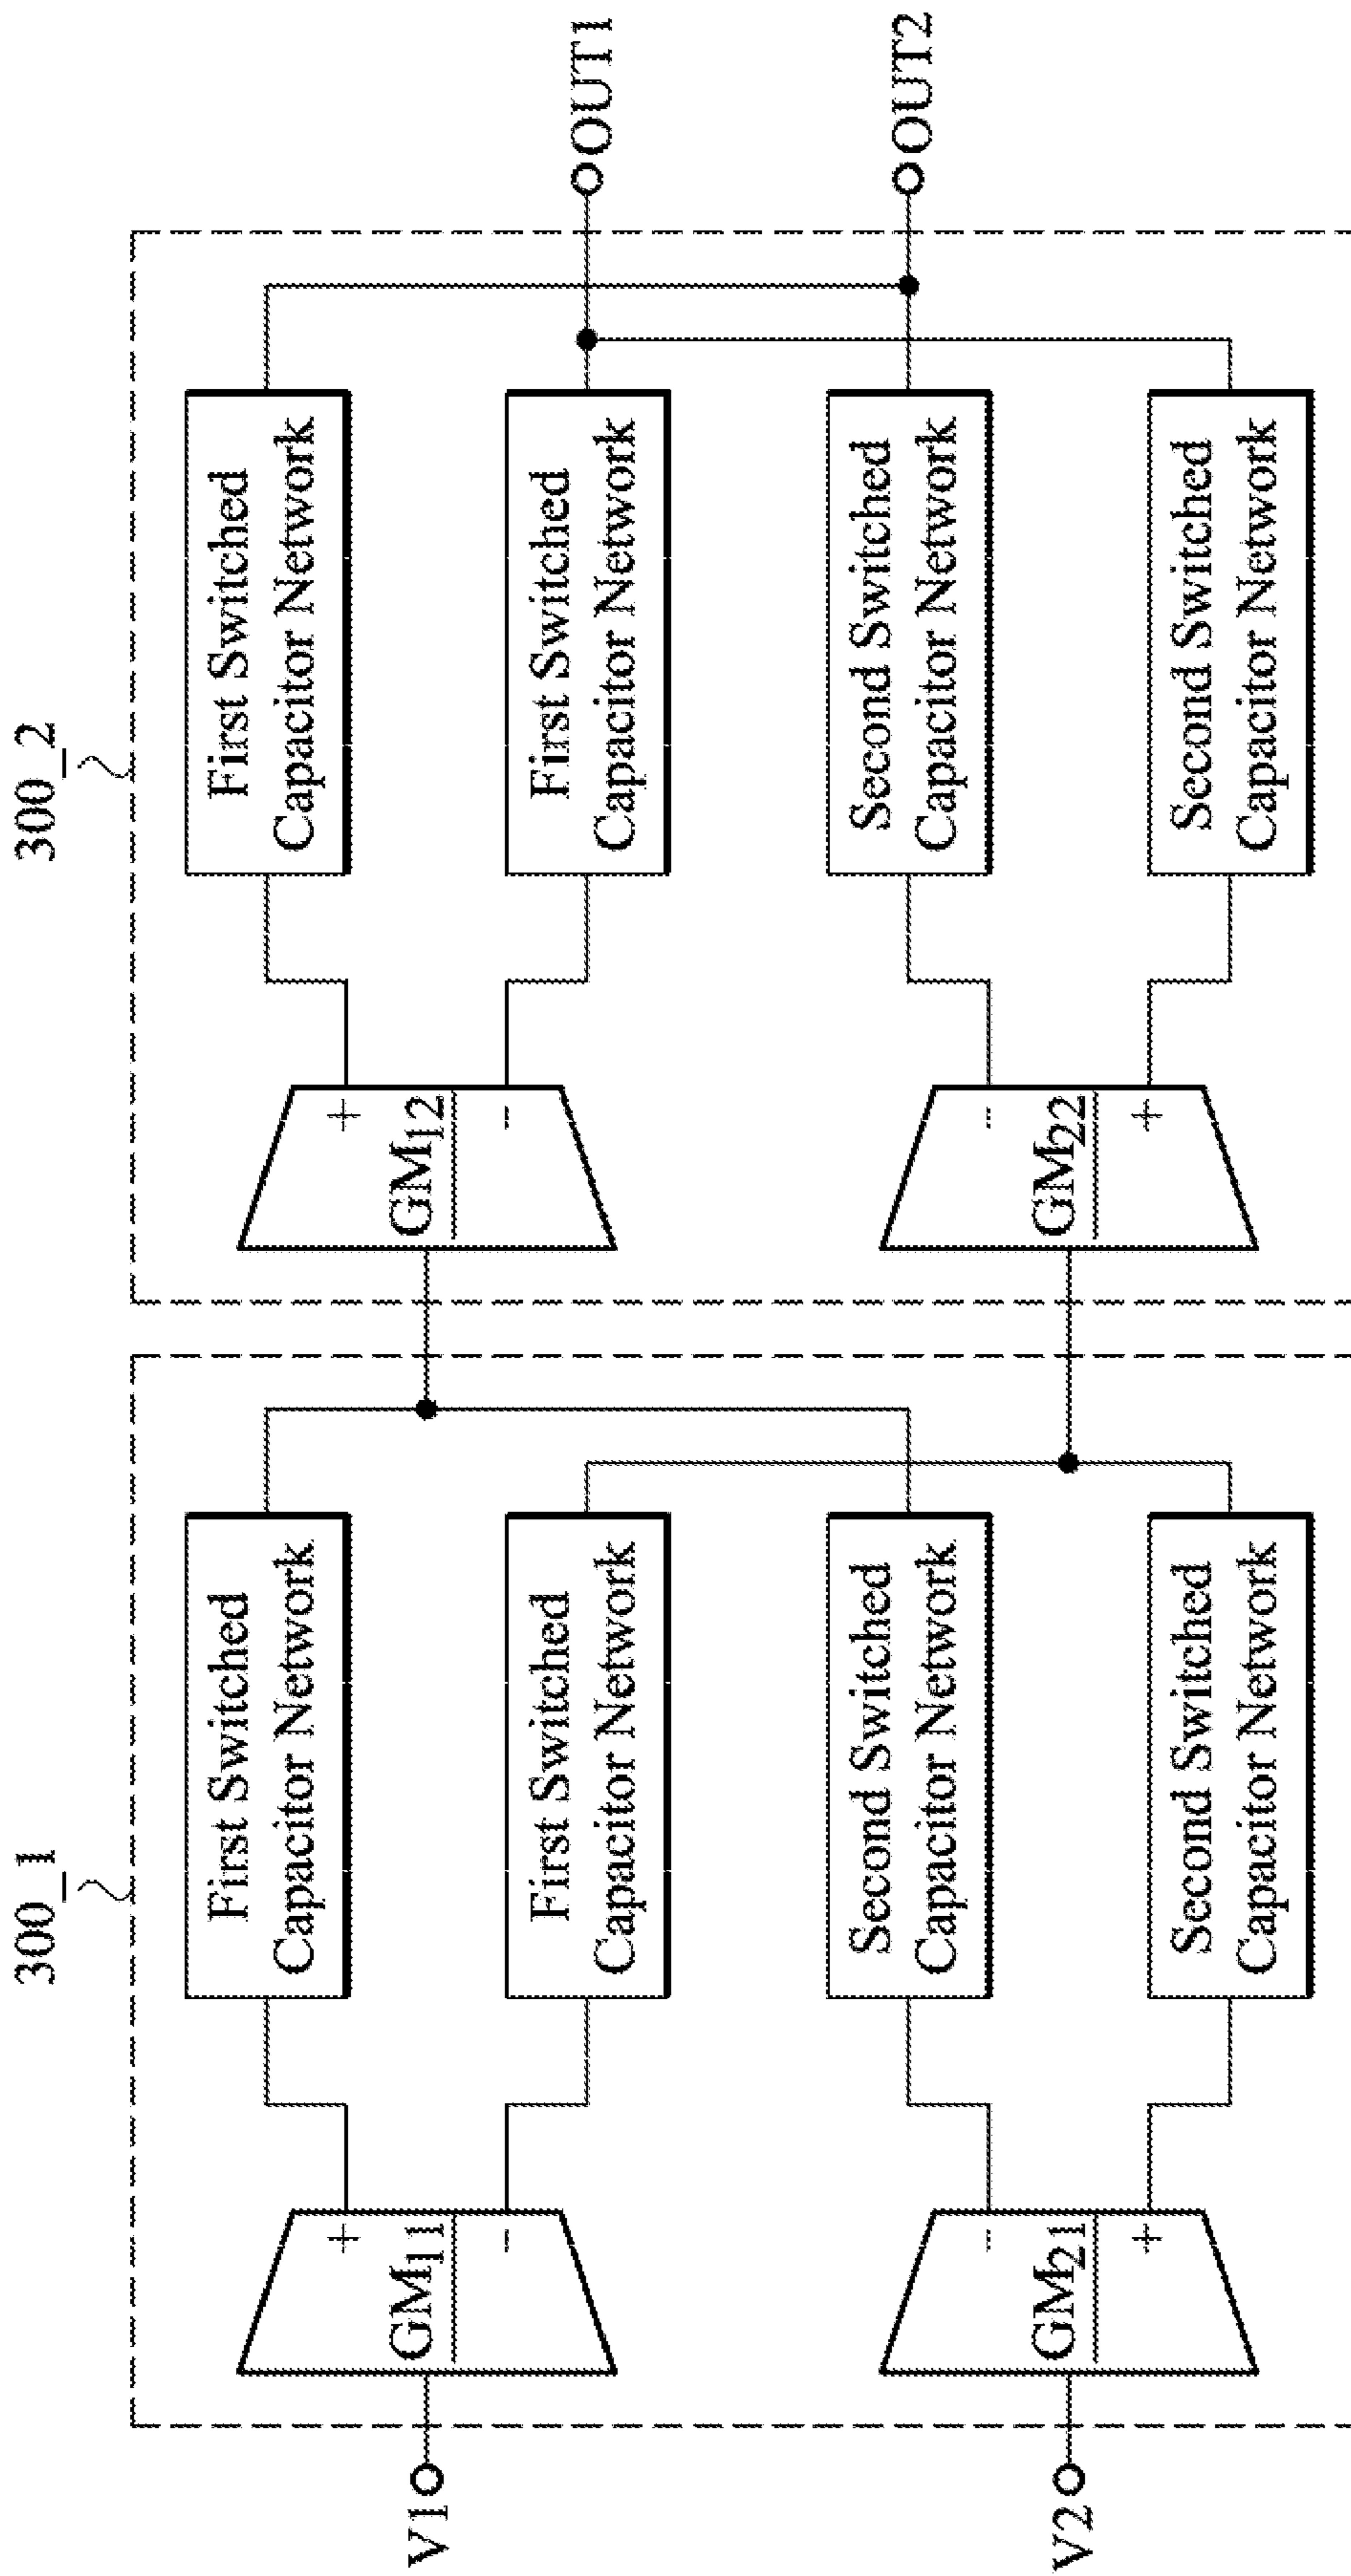 300_1
300_2
V1
GM11
+
-
First Switched
Capacitor Network
First Switched
Capacitor Network
V2
GM21
-
+
Second Switched
Capacitor Network
Second Switched
Capacitor Network
GM12
+
-
First Switched
Capacitor Network
First Switched
Capacitor Network
GM22
-
+
Second Switched
Capacitor Network
Second Switched
Capacitor Network
OUT1
OUT2